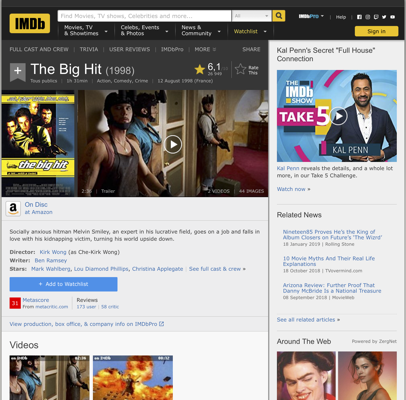 IMDb
Find Movies, TV shows, Celebrities and more...
All
IMDbPro
Help
Movies, TV
& Showtimes
Celebs, Events
& Photos
News &
Community
Watchlist
Sign in
FULL CAST AND CREW | TRIVIA | USER REVIEWS | IMDbPro | MORE
SHARE
The Big Hit (1998)
6,1
Rate
This
Tous publics | 1h 31min | Action, Comedy, Crime | 12 August 1998 (France)
the big hit
2:36 | Trailer
2 VIDEOS
44 IMAGES
On Disc
at Amazon
Socially anxious hitman Melvin Smiley, an expert in his lucrative field, goes on a job and falls in
love with his kidnapping victim, turning his world upside down.
Director: Kirk Wong (as Che-Kirk Wong)
Writer: Ben Ramsey
Stars: Mark Wahlberg, Lou Diamond Phillips, Christina Applegate | See full cast & crew »
+ Add to Watchlist
31
Metascore
From metacritic.com
Reviews
173 user | 58 critic
View production, box office, & company info on IMDbPro
Videos
Kal Penn's Secret "Full House"
Connection
THE
IMDb
SHOW
TAKE 5
KAL PENN
Kal Penn reveals the details, and a whole lot
more, in our Take 5 Challenge.
Watch now »
Related News
Nineteen85 Proves He's the King of
Album Closers on Future's 'The Wizrd'
18 January 2019 | Rolling Stone
10 Movie Myths And Their Real Life
Explanations
18 October 2018 | TVovermind.com
Arizona Review: Further Proof That
Danny McBride Is a National Treasure
08 September 2018 | MovieWeb
See all related articles »
Around The Web
Powered by ZergNet